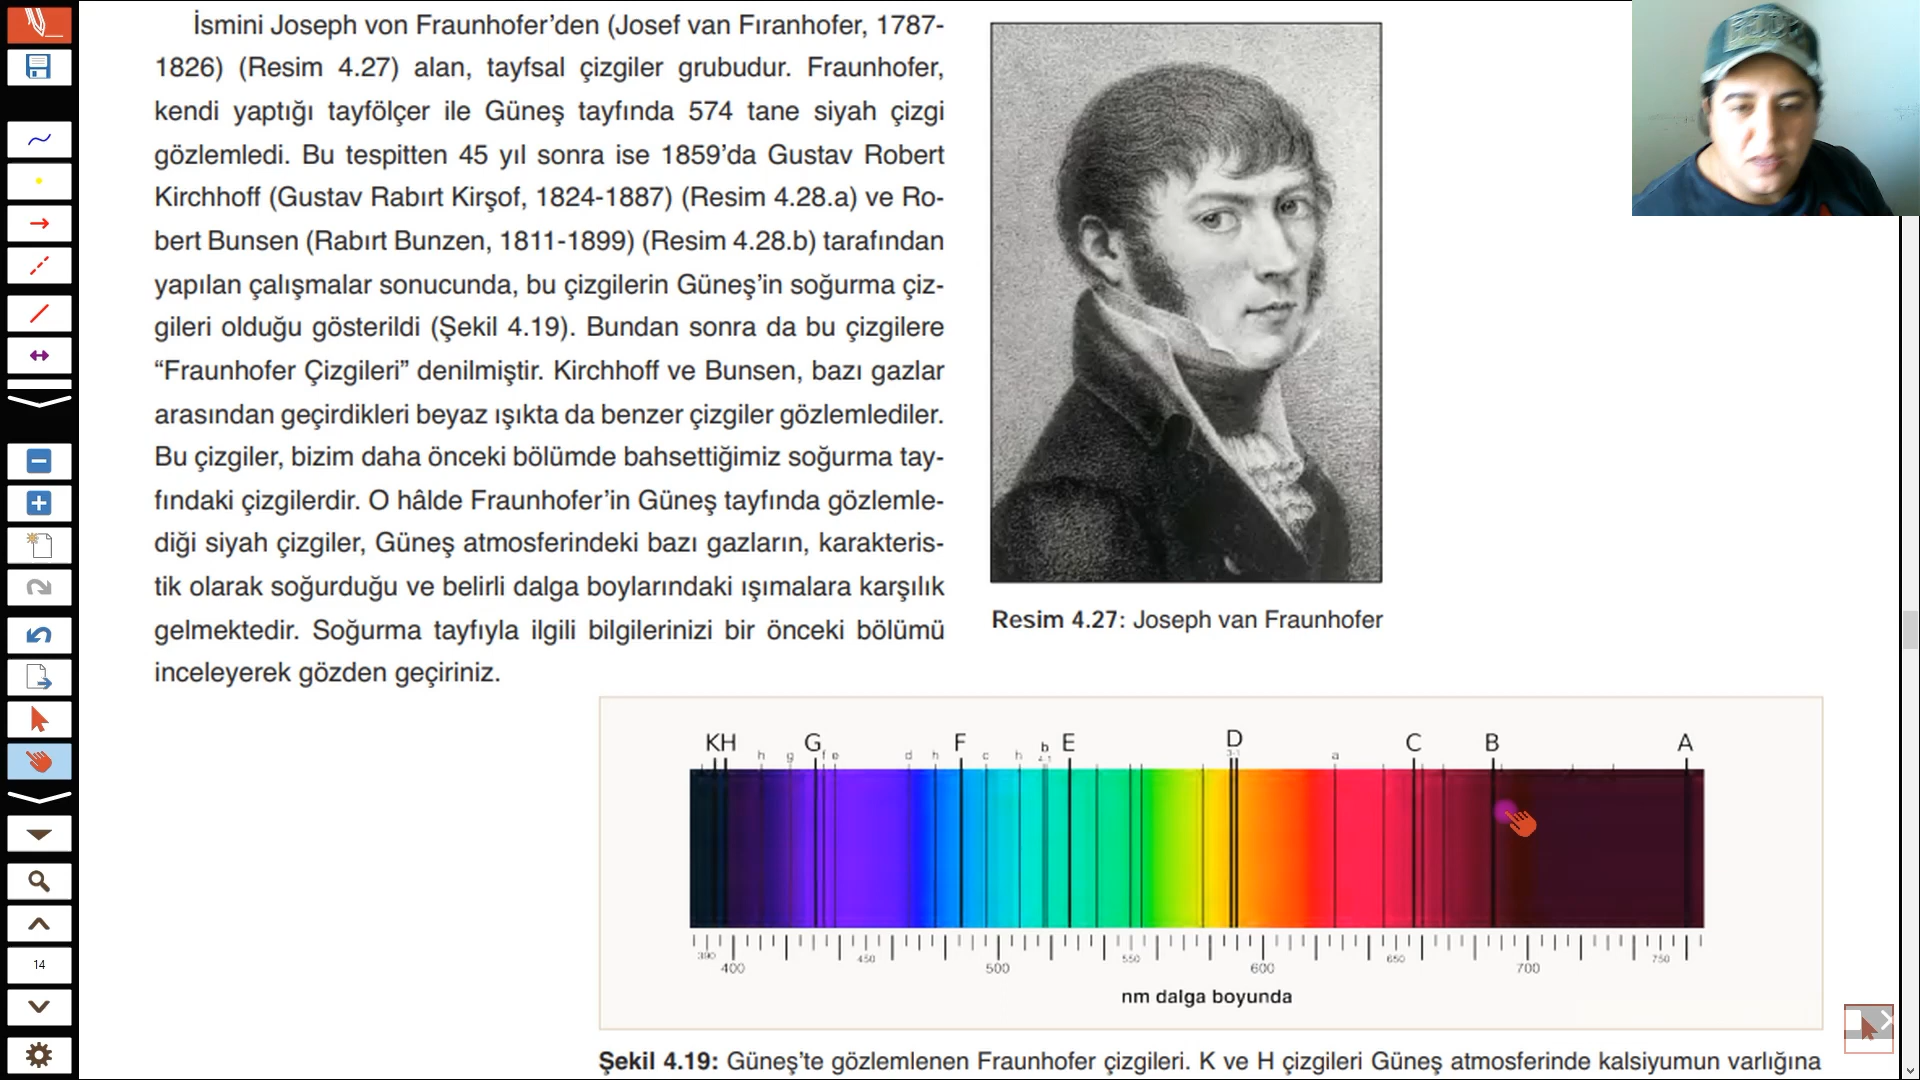 İsmini Joseph von Fraunhofer’den (Josef van Fıranhofer, 1787-
1826) (Resim 4.27) alan, tayfsal çizgiler grubudur. Fraunhofer,
kendi yaptığı tayfölçer ile Güneş tayfında 574 tane siyah çizgi
gözlemledi. Bu tespitten 45 yıl sonra ise 1859’da Gustav Robert
Kirchhoff (Gustav Rabırt Kirşof, 1824-1887) (Resim 4.28.a) ve Ro-
bert Bunsen (Rabırt Bunzen, 1811-1899) (Resim 4.28.b) tarafından
yapılan çalışmalar sonucunda, bu çizgilerin Güneş’in soğurma çiz-
gileri olduğu gösterildi (Şekil 4.19). Bundan sonra da bu çizgilere
“Fraunhofer Çizgileri” denilmiştir. Kirchhoff ve Bunsen, bazı gazlar
arasından geçirdikleri beyaz ışıkta da benzer çizgiler gözlemlediler.
Bu çizgiler, bizim daha önceki bölümde bahsettiğimiz soğurma tay-
fındaki çizgilerdir. O hâlde Fraunhofer’in Güneş tayfında gözlemle-
diği siyah çizgiler, Güneş atmosferindeki bazı gazların, karakteris-
tik olarak soğurduğu ve belirli dalga boylarındaki ışımalara karşılık
gelmektedir. Soğurma tayfıyla ilgili bilgilerinizi bir önceki bölümü
inceleyerek gözden geçiriniz.
Resim 4.27: Joseph van Fraunhofer
KH G F b E D C B A
h g f e d h c h 4-1 2-1 a
390 450 550 650 750
400 500 600 700
nm dalga boyunda
Şekil 4.19: Güneş’te gözlemlenen Fraunhofer çizgileri. K ve H çizgileri Güneş atmosferinde kalsiyumun varlığına
14